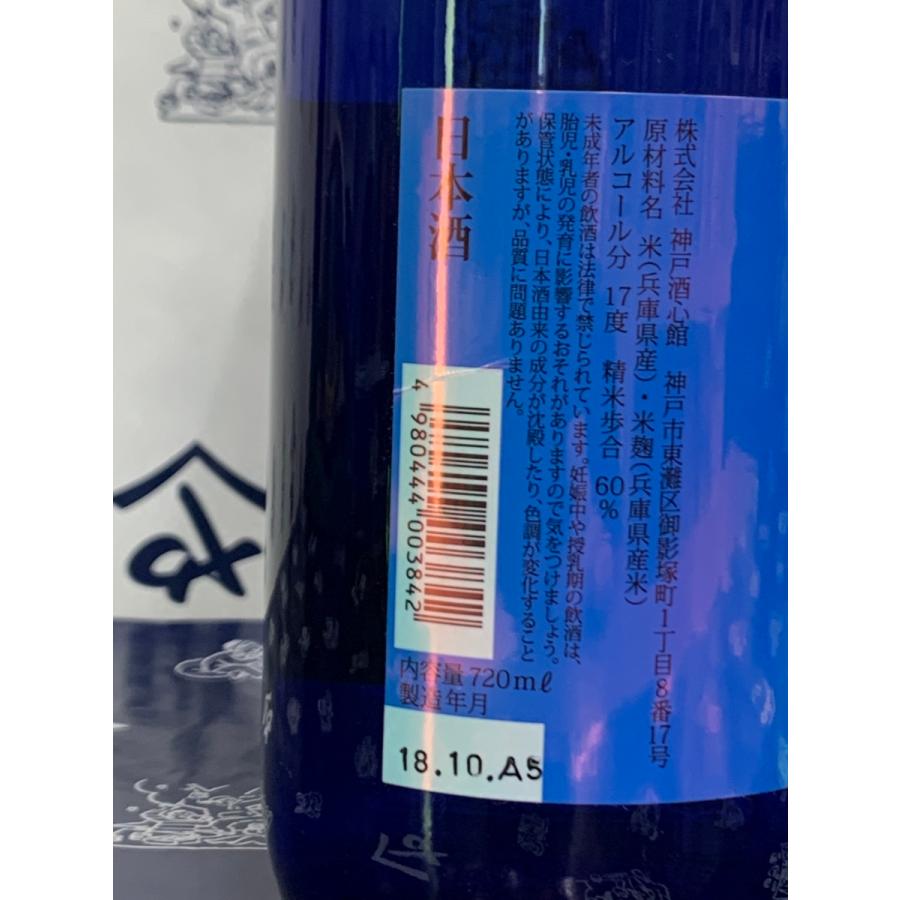 株式会社 神戸酒心館 神戸市東灘区御影塚町1丁目8番17号
原材料名 米(兵庫県産)・米麹(兵庫県産米)
アルコール分 17度 精米歩合 60%
未成年者の飲酒は法律で禁じられています。妊娠中や授乳期の飲酒は、
胎児・乳児の発育に影響するおそれがありますので気をつけましょう。
保管状態により、日本酒由来の成分が沈殿したり、色調が変化すること
がありますが、品質に問題ありません。
日本酒
4 980444 003842
内容量 720mℓ
製造年月
18.10.A5